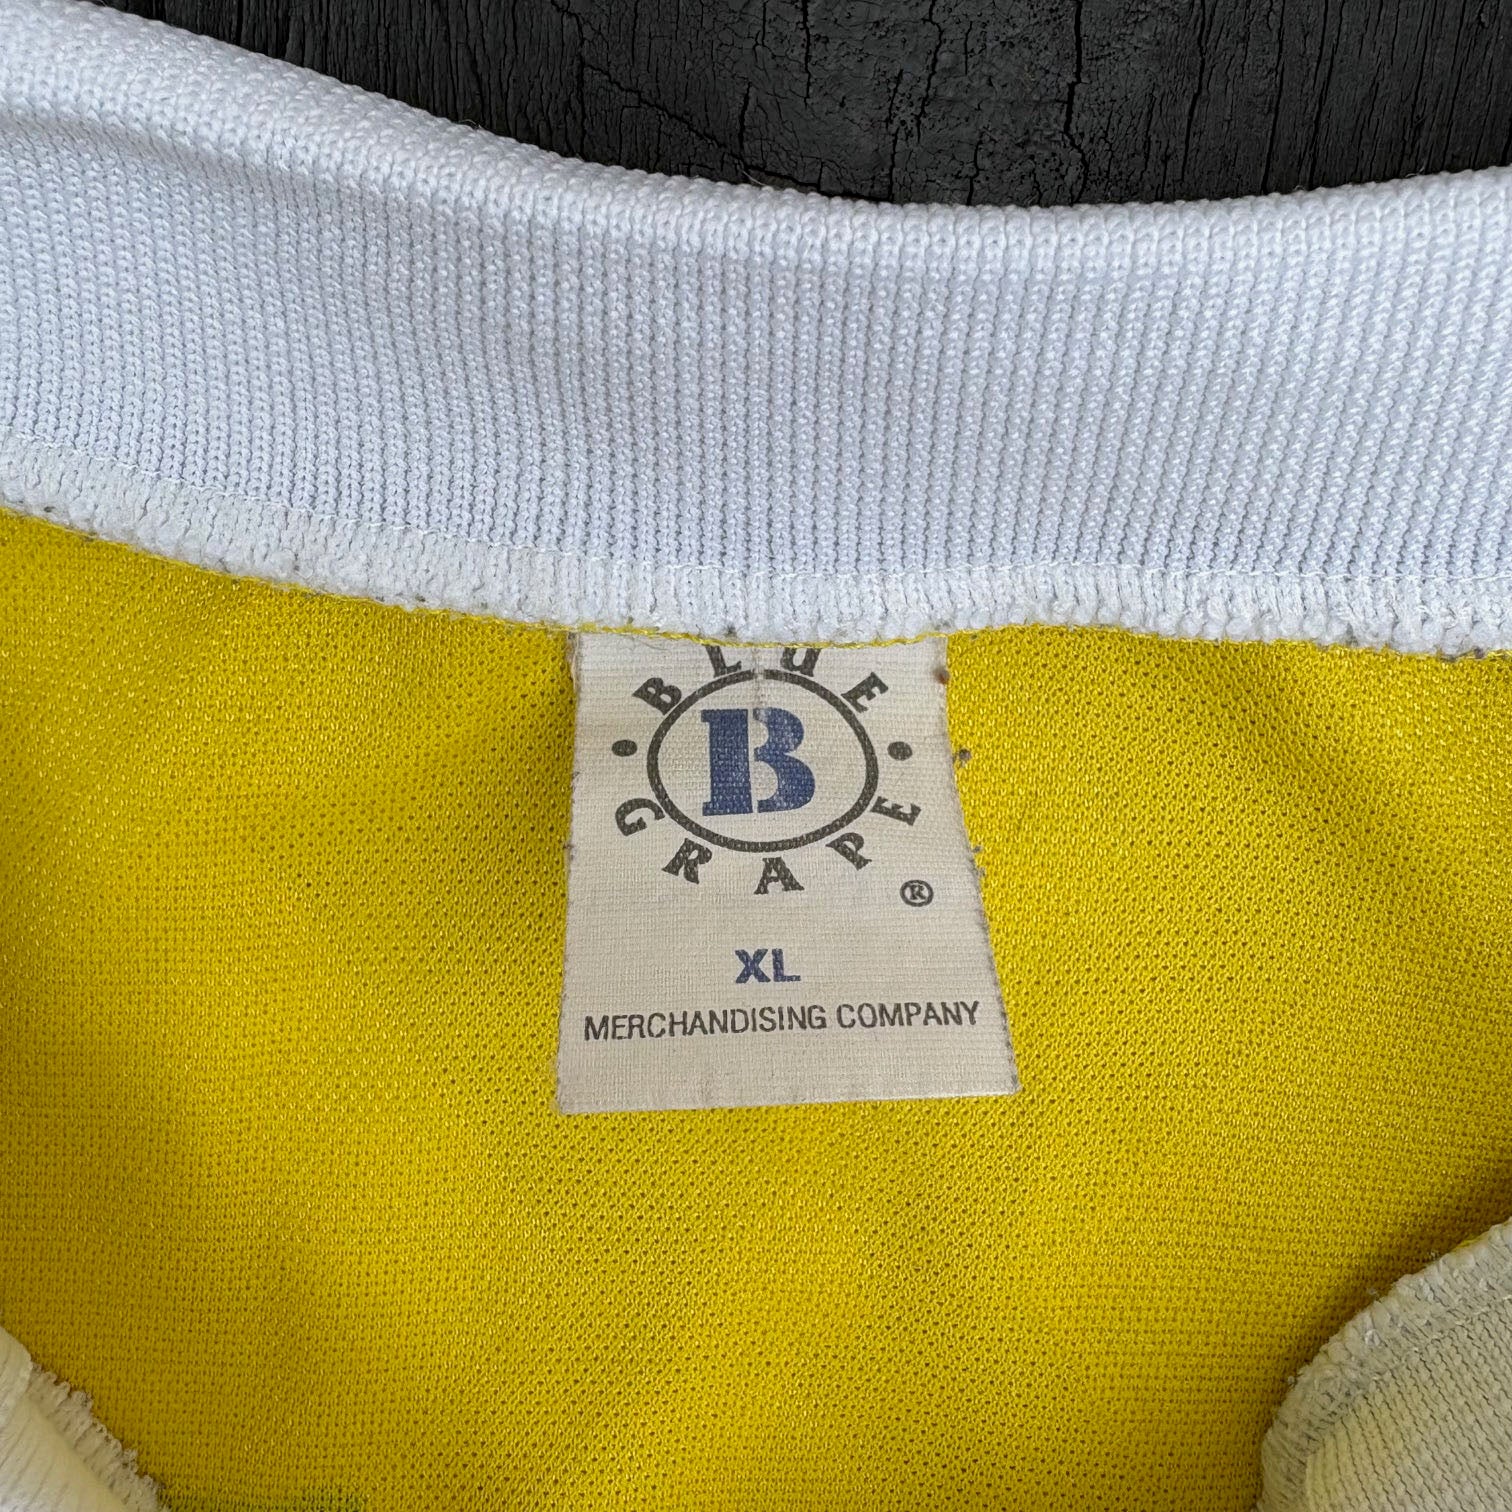 BLUE
B
GRAPE
®
XL
MERCHANDISING COMPANY